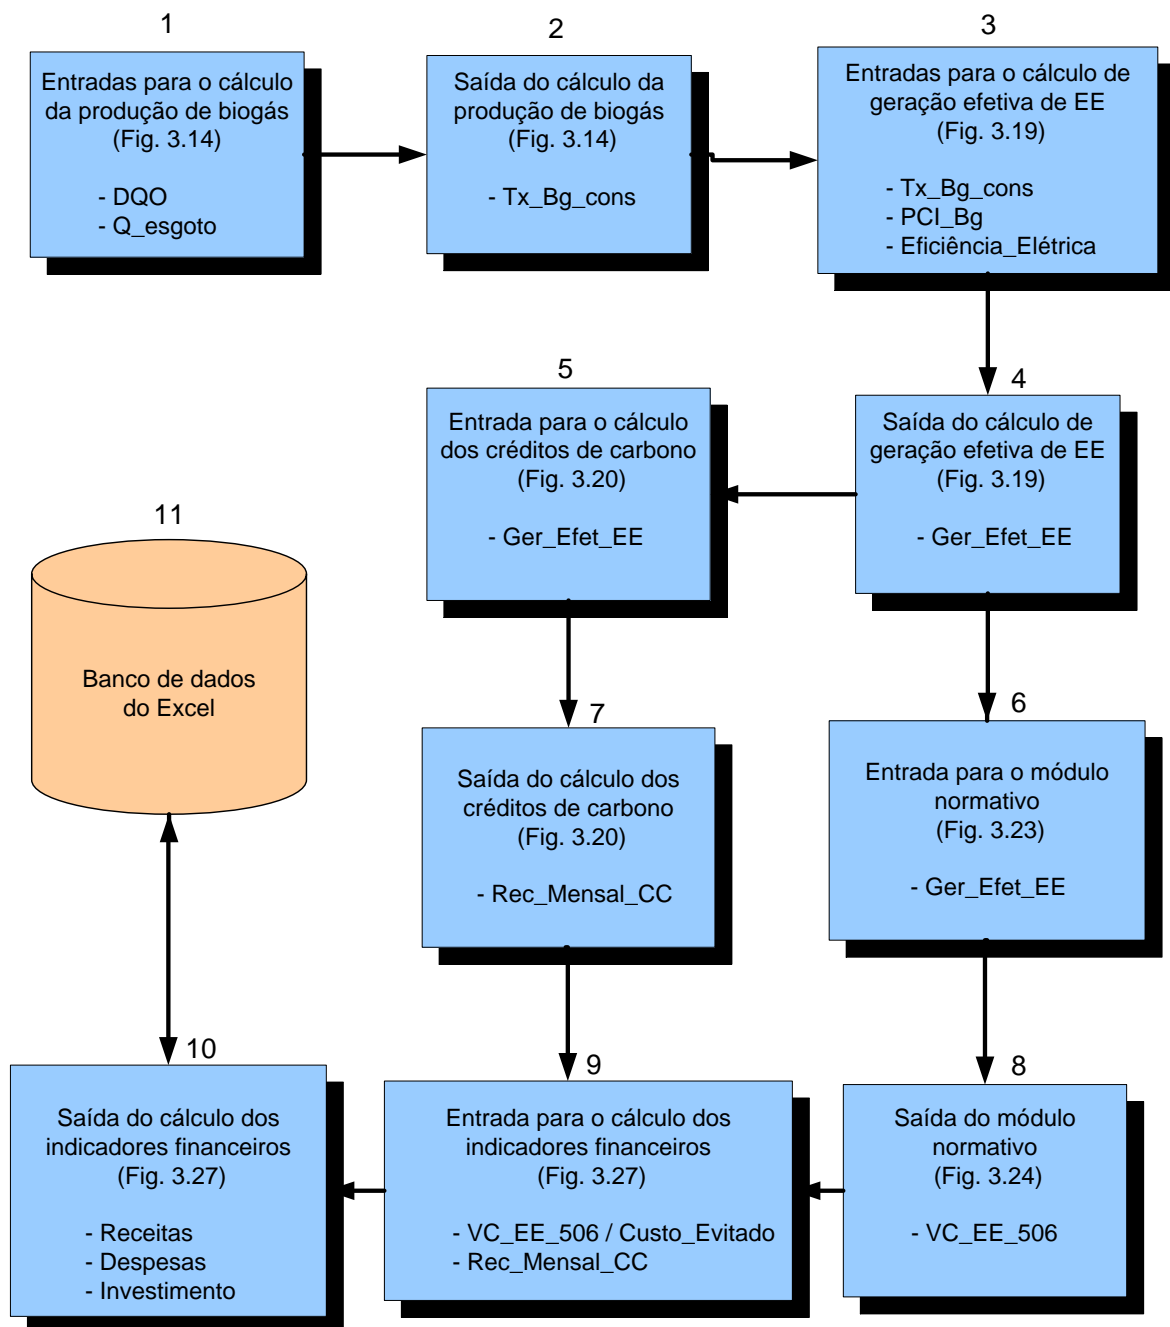 1
Entradas para o cálculo
da produção de biogás
(Fig. 3.14)
- DQO
- Q_esgoto
2
Saída do cálculo da
produção de biogás
(Fig. 3.14)
- Tx_Bg_cons
3
Entradas para o cálculo de
geração efetiva de EE
(Fig. 3.19)
- Tx_Bg_cons
- PCI_Bg
- Eficiência_Elétrica
4
Saída do cálculo de
geração efetiva de EE
(Fig. 3.19)
- Ger_Efet_EE
5
Entrada para o cálculo
dos créditos de carbono
(Fig. 3.20)
- Ger_Efet_EE
6
Entrada para o módulo
normativo
(Fig. 3.23)
- Ger_Efet_EE
7
Saída do cálculo dos
créditos de carbono
(Fig. 3.20)
- Rec_Mensal_CC
8
Saída do módulo
normativo
(Fig. 3.24)
- VC_EE_506
9
Entrada para o cálculo dos
indicadores financeiros
(Fig. 3.27)
- VC_EE_506 / Custo_Evitado
- Rec_Mensal_CC
10
Saída do cálculo dos
indicadores financeiros
(Fig. 3.27)
- Receitas
- Despesas
- Investimento
11
Banco de dados
do Excel